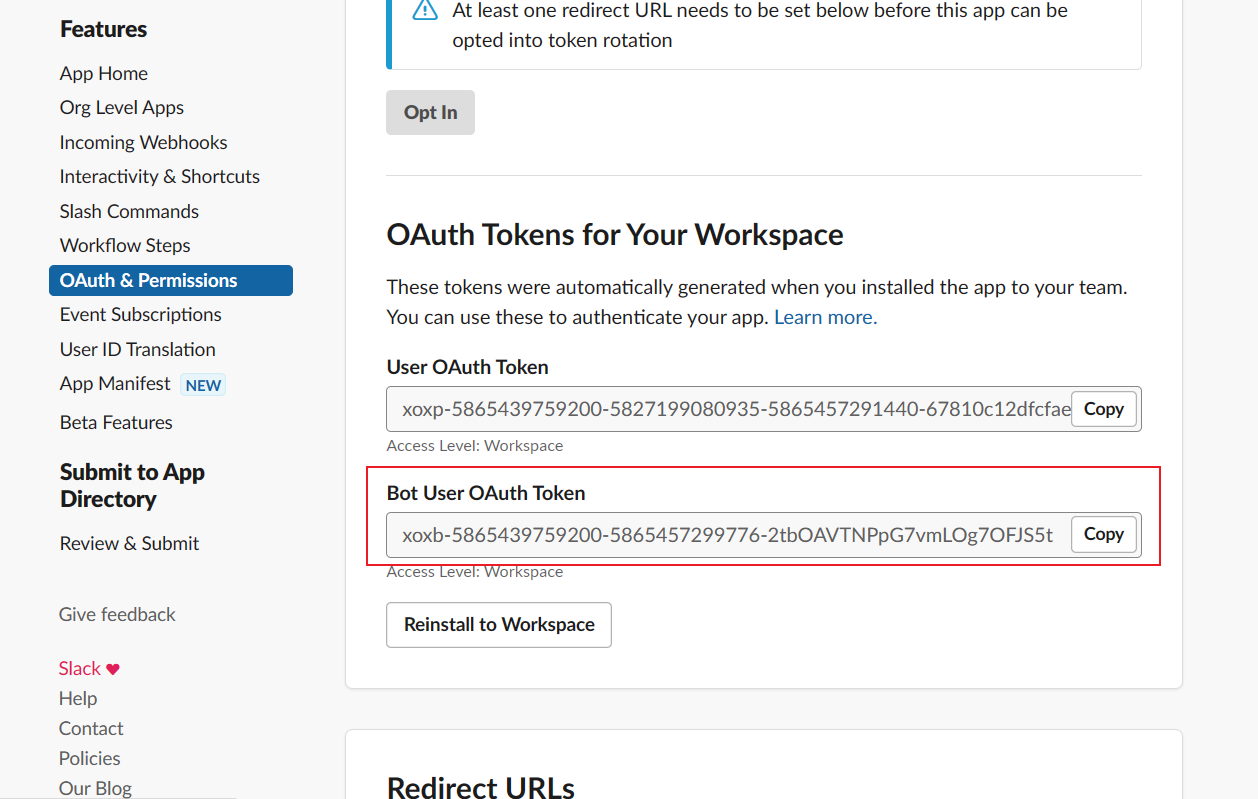 Features
App Home
Org Level Apps
Incoming Webhooks
Interactivity & Shortcuts
Slash Commands
Workflow Steps
OAuth & Permissions
Event Subscriptions
User ID Translation
App Manifest NEW
Beta Features
Submit to App
Directory
Review & Submit
Give feedback
Slack
Help
Contact
Policies
Our Blog
At least one redirect URL needs to be set below before this app can be
opted into token rotation
Opt In
OAuth Tokens for Your Workspace
These tokens were automatically generated when you installed the app to your team.
You can use these to authenticate your app. Learn more.
User OAuth Token
xoxp-5865439759200-5827199080935-5865457291440-67810c12dfcfae Copy
Access Level: Workspace
Bot User OAuth Token
xoxb-5865439759200-5865457299776-2tbOAVTNPpG7vmLOg7OFJS5t Copy
Access Level: Workspace
Reinstall to Workspace
Redirect URLs